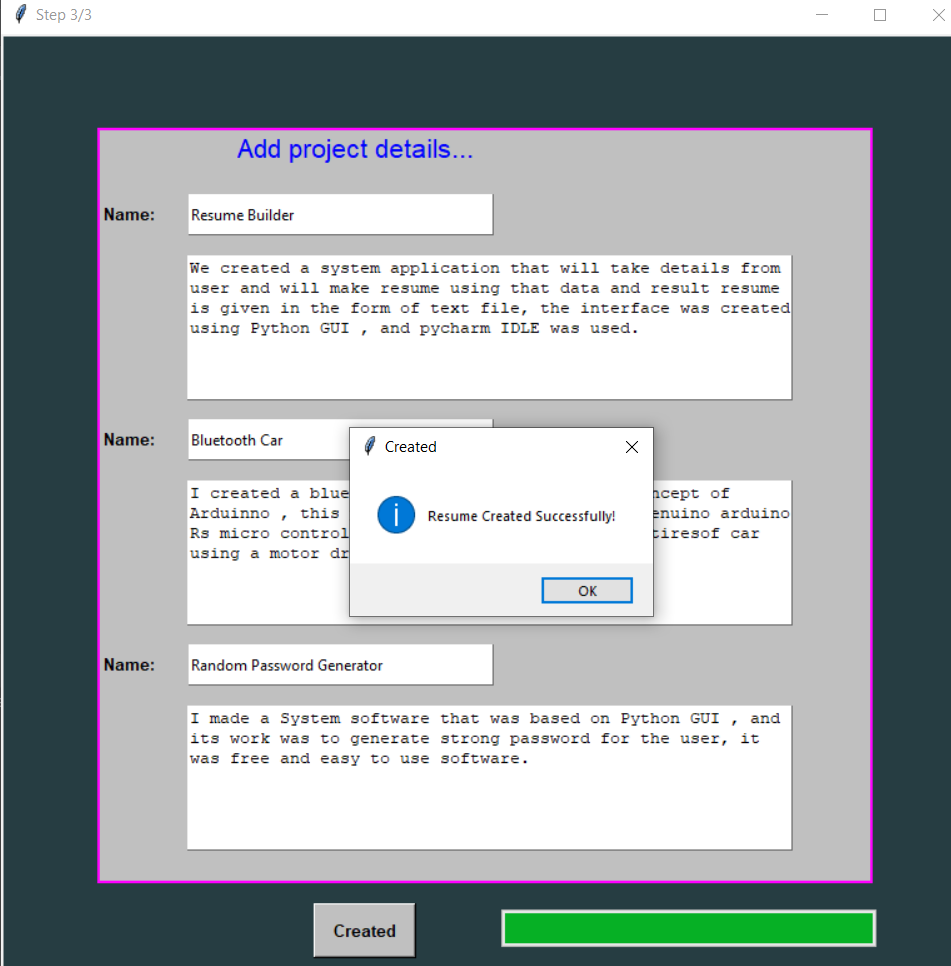 Step 3/3
Add project details...
Name:
Resume Builder
We created a system application that will take details from
user and will make resume using that data and result resume
is given in the form of text file, the interface was created
using Python GUI , and pycharm IDLE was used.
Name:
Bluetooth Car
I created a blue ncept of
Arduinno , this enuino arduino
Rs micro control tiresof car
using a motor dr
Created
Resume Created Successfully!
OK
Name:
Random Password Generator
I made a System software that was based on Python GUI , and
its work was to generate strong password for the user, it
was free and easy to use software.
Created